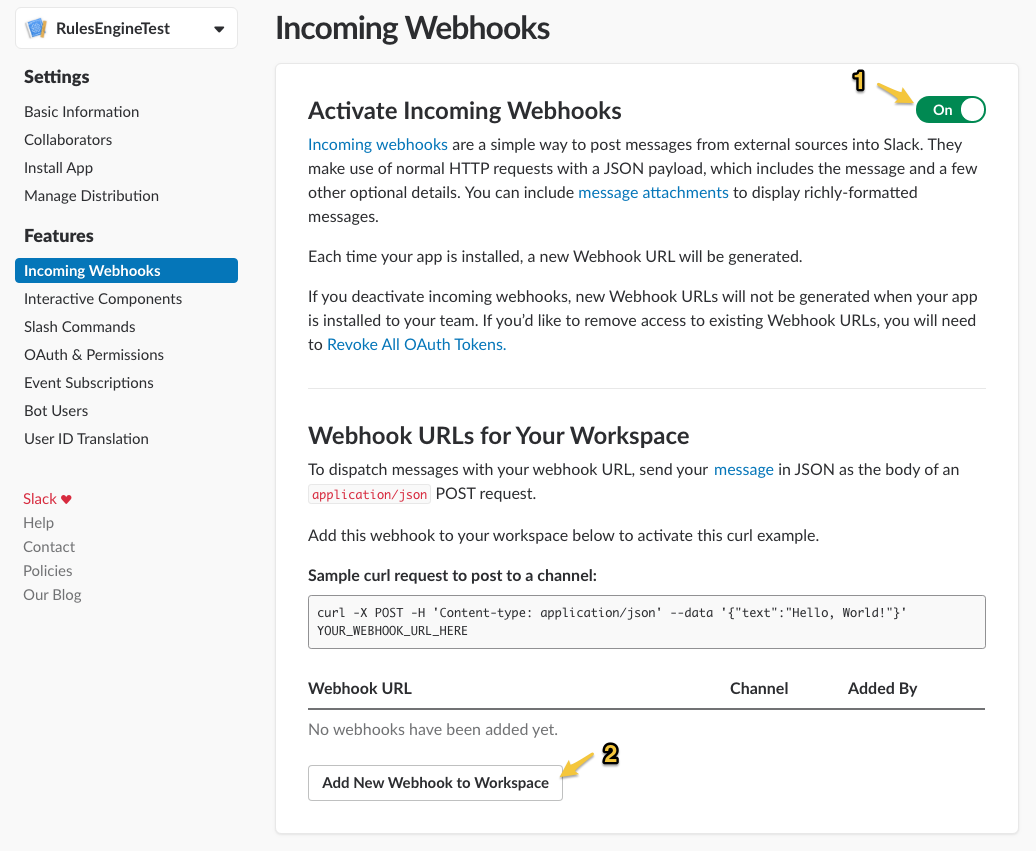 RulesEngineTest
Settings
Basic Information
Collaborators
Install App
Manage Distribution
Features
Incoming Webhooks
Interactive Components
Slash Commands
OAuth & Permissions
Event Subscriptions
Bot Users
User ID Translation
Slack ♥
Help
Contact
Policies
Our Blog
Incoming Webhooks
1
Activate Incoming Webhooks
On
Incoming webhooks are a simple way to post messages from external sources into Slack. They
make use of normal HTTP requests with a JSON payload, which includes the message and a few
other optional details. You can include message attachments to display richly-formatted
messages.
Each time your app is installed, a new Webhook URL will be generated.
If you deactivate incoming webhooks, new Webhook URLs will not be generated when your app
is installed to your team. If you’d like to remove access to existing Webhook URLs, you will need
to Revoke All OAuth Tokens.
Webhook URLs for Your Workspace
To dispatch messages with your webhook URL, send your message in JSON as the body of an
application/json POST request.
Add this webhook to your workspace below to activate this curl example.
Sample curl request to post to a channel:
curl -X POST -H 'Content-type: application/json' --data '{"text":"Hello, World!"}'
YOUR_WEBHOOK_URL_HERE
Webhook URL Channel Added By
No webhooks have been added yet.
2
Add New Webhook to Workspace